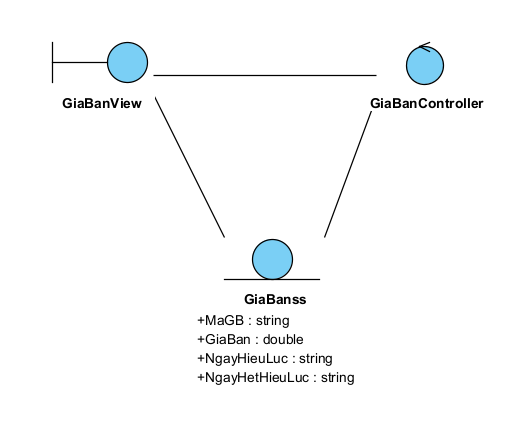 GiaBanView
GiaBanController
GiaBanss
+MaGB : string
+GiaBan : double
+NgayHieuLuc : string
+NgayHetHieuLuc : string